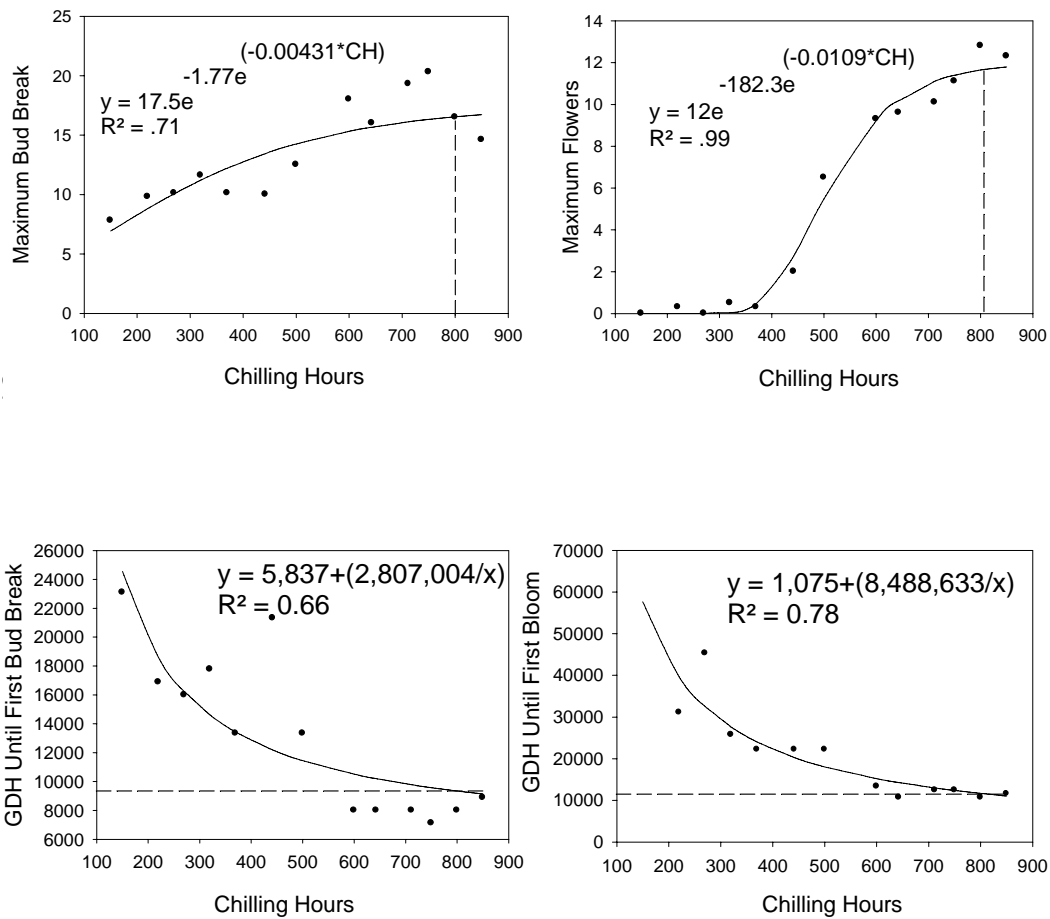 25
20
15
10
5
0
Maximum Bud Break
(-0.00431*CH)
-1.77e
y = 17.5e
R² = .71
100 200 300 400 500 600 700 800 900
Chilling Hours
14
12
10
8
6
4
2
0
Maximum Flowers
(-0.0109*CH)
-182.3e
y = 12e
R² = .99
100 200 300 400 500 600 700 800 900
Chilling Hours
26000
24000
22000
20000
18000
16000
14000
12000
10000
8000
6000
GDH Until First Bud Break
y = 5,837+(2,807,004/x)
R² = 0.66
100 200 300 400 500 600 700 800 900
Chilling Hours
70000
60000
50000
40000
30000
20000
10000
0
GDH Until First Bloom
y = 1,075+(8,488,633/x)
R² = 0.78
100 200 300 400 500 600 700 800 900
Chilling Hours